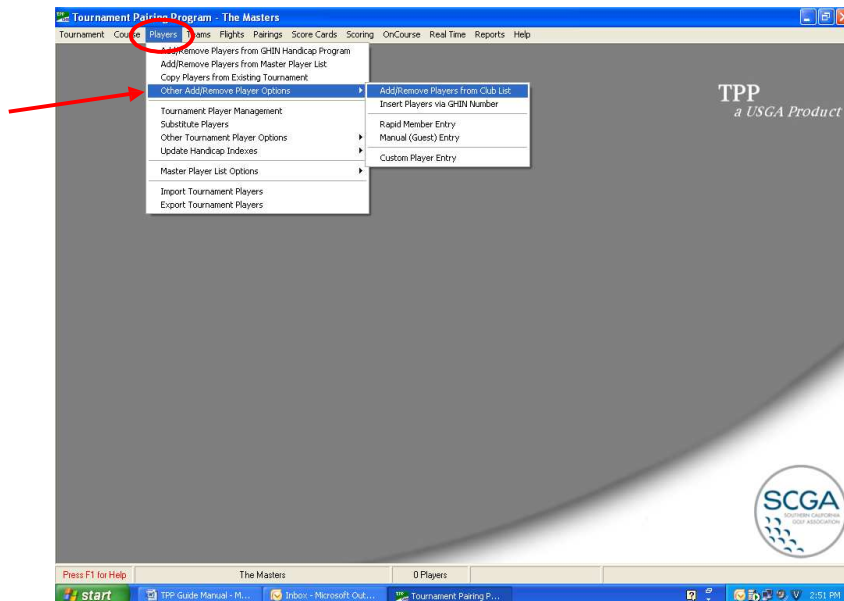 Tournament Pairing Program - The Masters
Tournament Course Players Teams Flights Pairings Score Cards Scoring OnCourse Real Time Reports Help
Add/Remove Players from GHIN Handicap Program
Add/Remove Players from Master Player List
Copy Players from Existing Tournament
Other Add/Remove Player Options
Add/Remove Players from Club List
Insert Players via GHIN Number
Tournament Player Management
Substitute Players
Rapid Member Entry
Other Tournament Player Options
Manual (Guest) Entry
Update Handicap Indexes
Custom Player Entry
Master Player List Options
Import Tournament Players
Export Tournament Players
TPP
a USGA Product
SCGA
SOUTHERN CALIFORNIA
GOLF ASSOCIATION
Press F1 for Help
The Masters
0 Players
start
TPP Guide Manual - M...
Inbox - Microsoft Out...
Tournament Pairing P...
2:51 PM